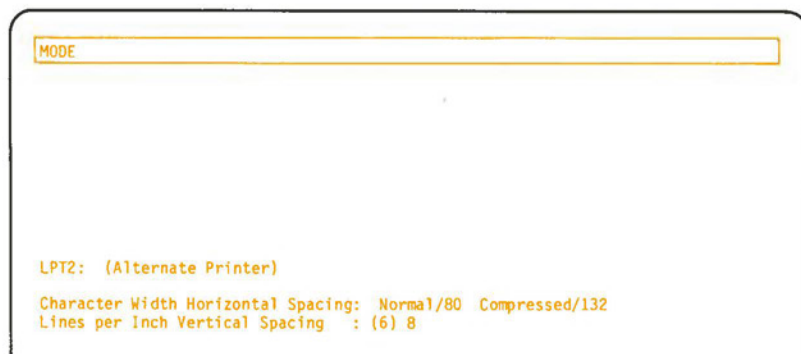 MODE
LPT2: (Alternate Printer)
Character Width Horizontal Spacing: Normal/80 Compressed/132
Lines per Inch Vertical Spacing : (6) 8